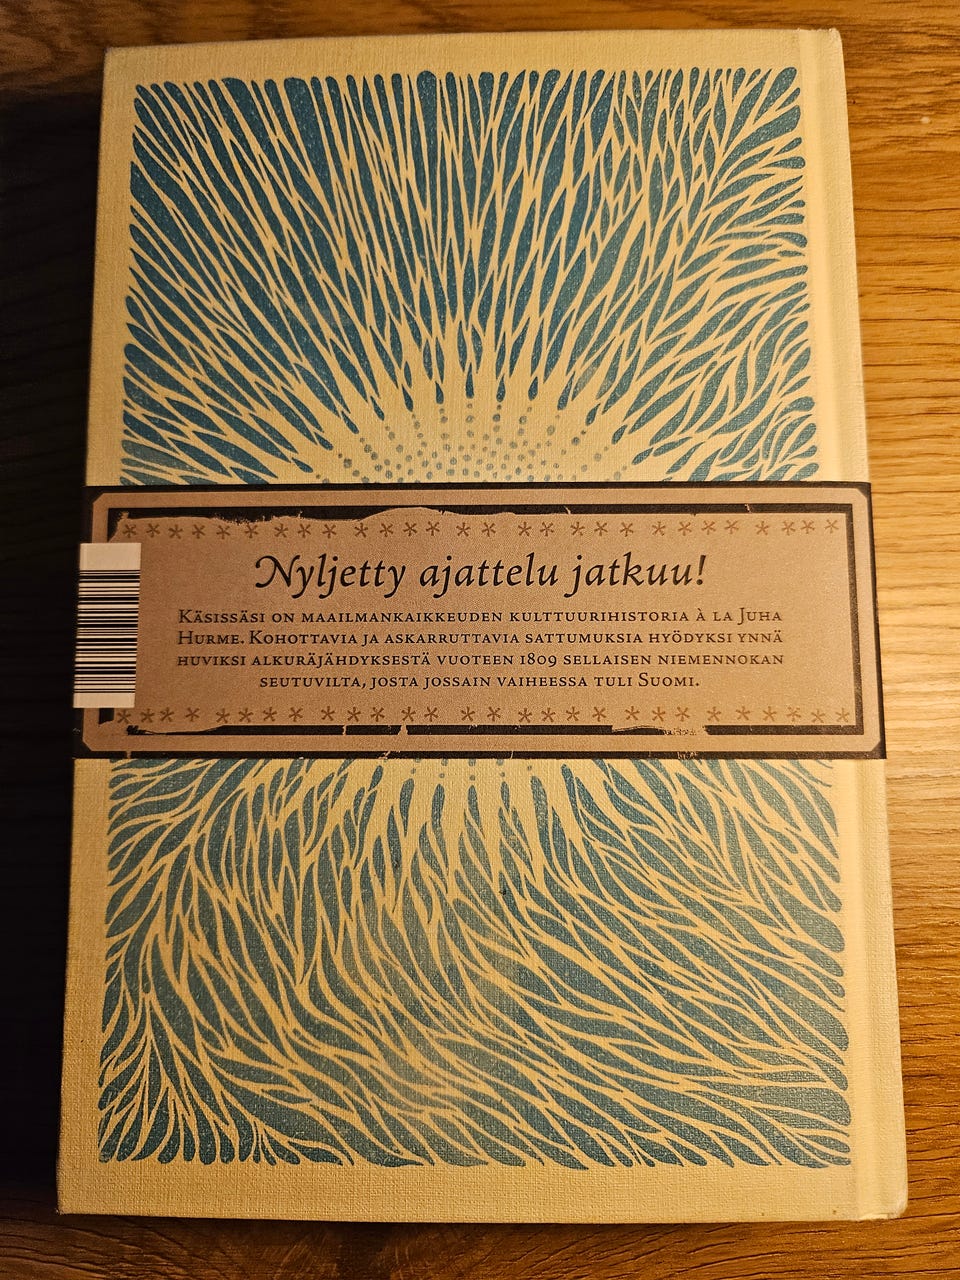 Nyljetty ajattelu jatkuu!
Käsissäsi on maailmankaikkeuden kulttuurihistoria à la Juha
Hurme. Kohottavia ja askarruttavia sattumuksia hyödyksi ynnä
huviksi alkuräjähdyksestä vuoteen 1809 sellaisen niemennokan
seutuvilta, josta jossain vaiheessa tuli Suomi.